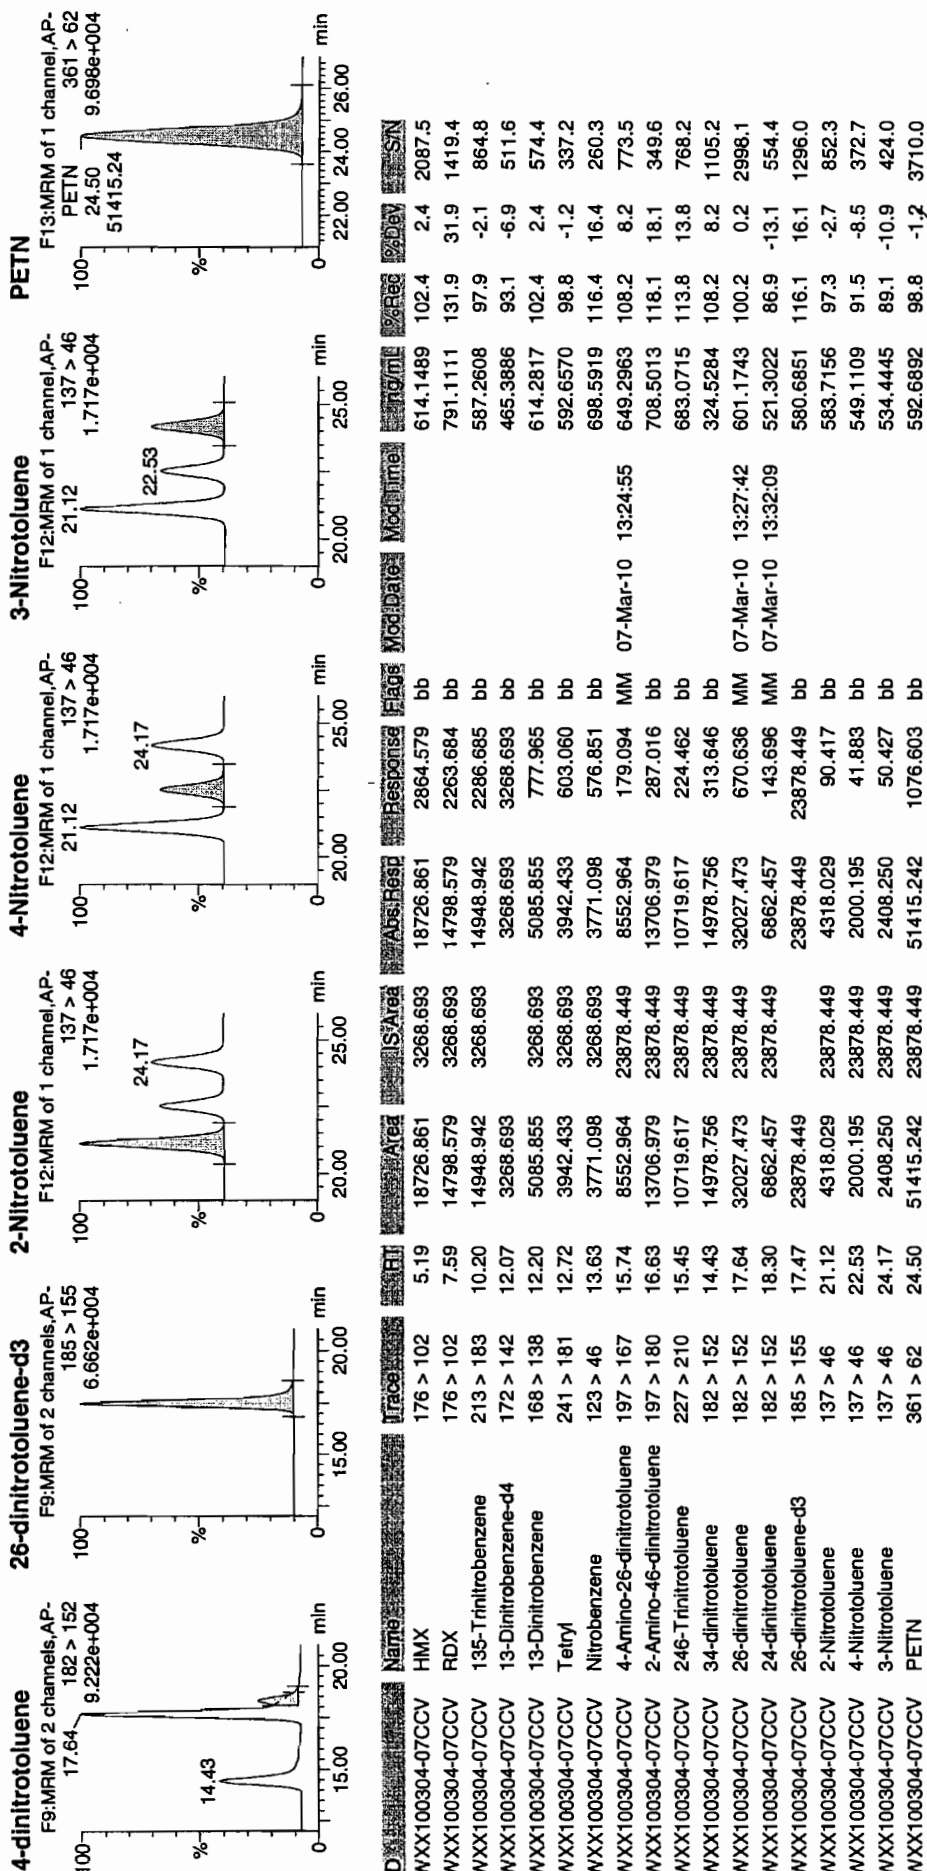 4-dinitrotoluene
F9:MRM of 2 channels,AP-
182 > 152
9.222e+004
17.64
14.43
100
15.00
20.00
min
26-dinitrotoluene-d3
F9:MRM of 2 channels,AP-
185 > 155
6.662e+004
100
%
0
15.00
20.00
min
2-Nitrotoluene
F12:MRM of 1 channel,AP-
137 > 46
1.717e+004
24.17
100
%
0
20.00
25.00
min
4-Nitrotoluene
F12:MRM of 1 channel,AP-
21.12
137 > 46
1.717e+004
24.17
100
%
0
20.00
25.00
min
3-Nitrotoluene
F12:MRM of 1 channel,AP-
21.12
137 > 46
1.717e+004
22.53
100
%
0
20.00
25.00
min
PETN
F13:MRM of 1 channel,AP-
PETN
24.50
51415.24
361 > 62
9.698e+004
100
%
0
22.00
24.00
26.00
min
D Name Trace RT Area IS Area Abs.Resp Response Flags Mod.Date Mod.Time ng/mL %Rec %Dev S/N
WXX100304-07CCV HMX 176 > 102 5.19 18726.861 3268.693 18726.861 2864.579 bb 614.1489 102.4 2.4 2087.5
WXX100304-07CCV RDX 176 > 102 7.59 14798.579 3268.693 14798.579 2263.684 bb 791.1111 131.9 31.9 1419.4
WXX100304-07CCV 135-Trinitrobenzene 213 > 183 10.20 14948.942 3268.693 14948.942 2286.685 bb 587.2608 97.9 -2.1 864.8
WXX100304-07CCV 13-Dinitrobenzene-d4 172 > 142 12.07 3268.693 3268.693 3268.693 bb 465.3886 93.1 -6.9 511.6
WXX100304-07CCV 13-Dinitrobenzene 168 > 138 12.20 5085.855 3268.693 5085.855 777.965 bb 614.2817 102.4 2.4 574.4
WXX100304-07CCV Tetryl 241 > 181 12.72 3942.433 3268.693 3942.433 603.060 bb 592.6570 98.8 -1.2 337.2
WXX100304-07CCV Nitrobenzene 123 > 46 13.63 3771.098 3268.693 3771.098 576.851 bb 698.5919 116.4 16.4 260.3
WXX100304-07CCV 4-Amino-26-dinitrotoluene 197 > 167 15.74 8552.964 23878.449 8552.964 179.094 MM 07-Mar-10 13:24:55 649.2963 108.2 8.2 773.5
WXX100304-07CCV 2-Amino-46-dinitrotoluene 197 > 180 16.63 13706.979 23878.449 13706.979 287.016 bb 708.5013 118.1 18.1 349.6
WXX100304-07CCV 246-Trinitrotoluene 227 > 210 15.45 10719.617 23878.449 10719.617 224.462 bb 683.0715 113.8 13.8 768.2
WXX100304-07CCV 34-dinitrotoluene 182 > 152 14.43 14978.756 23878.449 14978.756 313.646 bb 324.5284 108.2 8.2 1105.2
WXX100304-07CCV 26-dinitrotoluene 182 > 152 17.64 32027.473 23878.449 32027.473 670.636 MM 07-Mar-10 13:27:42 601.1743 100.2 0.2 2998.1
WXX100304-07CCV 24-dinitrotoluene 182 > 152 18.30 6862.457 23878.449 6862.457 143.696 MM 07-Mar-10 13:32:09 521.3022 86.9 -13.1 554.4
WXX100304-07CCV 26-dinitrotoluene-d3 185 > 155 17.47 23878.449 23878.449 23878.449 bb 580.6851 116.1 16.1 1296.0
WXX100304-07CCV 2-Nitrotoluene 137 > 46 21.12 4318.029 23878.449 4318.029 90.417 bb 583.7156 97.3 -2.7 852.3
WXX100304-07CCV 4-Nitrotoluene 137 > 46 22.53 2000.195 23878.449 2000.195 41.883 bb 549.1109 91.5 -8.5 372.7
WXX100304-07CCV 3-Nitrotoluene 137 > 46 24.17 2408.250 23878.449 2408.250 50.427 bb 534.4445 89.1 -10.9 424.0
WXX100304-07CCV PETN 361 > 62 24.50 51415.242 23878.449 51415.242 1076.603 bb 592.6892 98.8 -1.2 3710.0